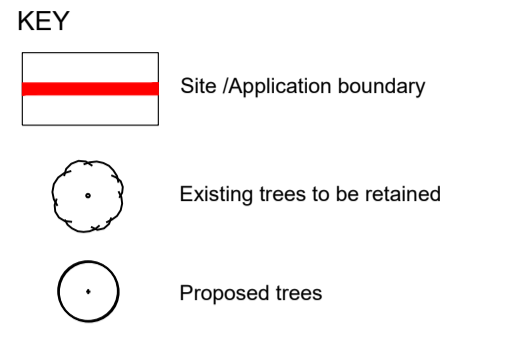 KEY
Site /Application boundary
Existing trees to be retained
Proposed trees